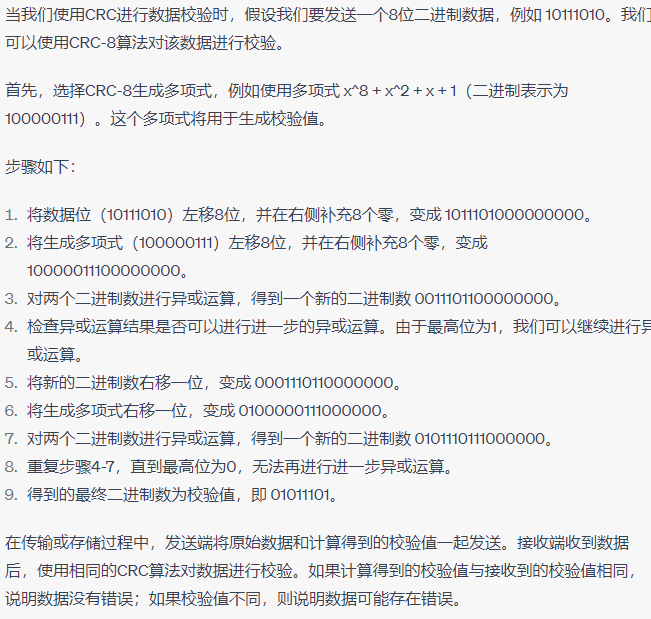 当我们使用CRC进行数据校验时，假设我们要发送一个8位二进制数据，例如 10111010。我们
可以使用CRC-8算法对该数据进行校验。
首先，选择CRC-8生成多项式，例如使用多项式 x^8 + x^2 + x + 1（二进制表示为
100000111）。这个多项式将用于生成校验值。
步骤如下：
1. 将数据位（10111010）左移8位，并在右侧补充8个零，变成 1011101000000000。
2. 将生成多项式（100000111）左移8位，并在右侧补充8个零，变成
10000011100000000。
3. 对两个二进制数进行异或运算，得到一个新的二进制数 0011101100000000。
4. 检查异或运算结果是否可以进行进一步的异或运算。由于最高位为1，我们可以继续进行异
或运算。
5. 将新的二进制数右移一位，变成 0001110110000000。
6. 将生成多项式右移一位，变成 0100000111000000。
7. 对两个二进制数进行异或运算，得到一个新的二进制数 0101110111000000。
8. 重复步骤4-7，直到最高位为0，无法再进行进一步异或运算。
9. 得到的最终二进制数为校验值，即 01011101。
在传输或存储过程中，发送端将原始数据和计算得到的校验值一起发送。接收端收到数据
后，使用相同的CRC算法对数据进行校验。如果计算得到的校验值与接收到的校验值相同，
说明数据没有错误；如果校验值不同，则说明数据可能存在错误。